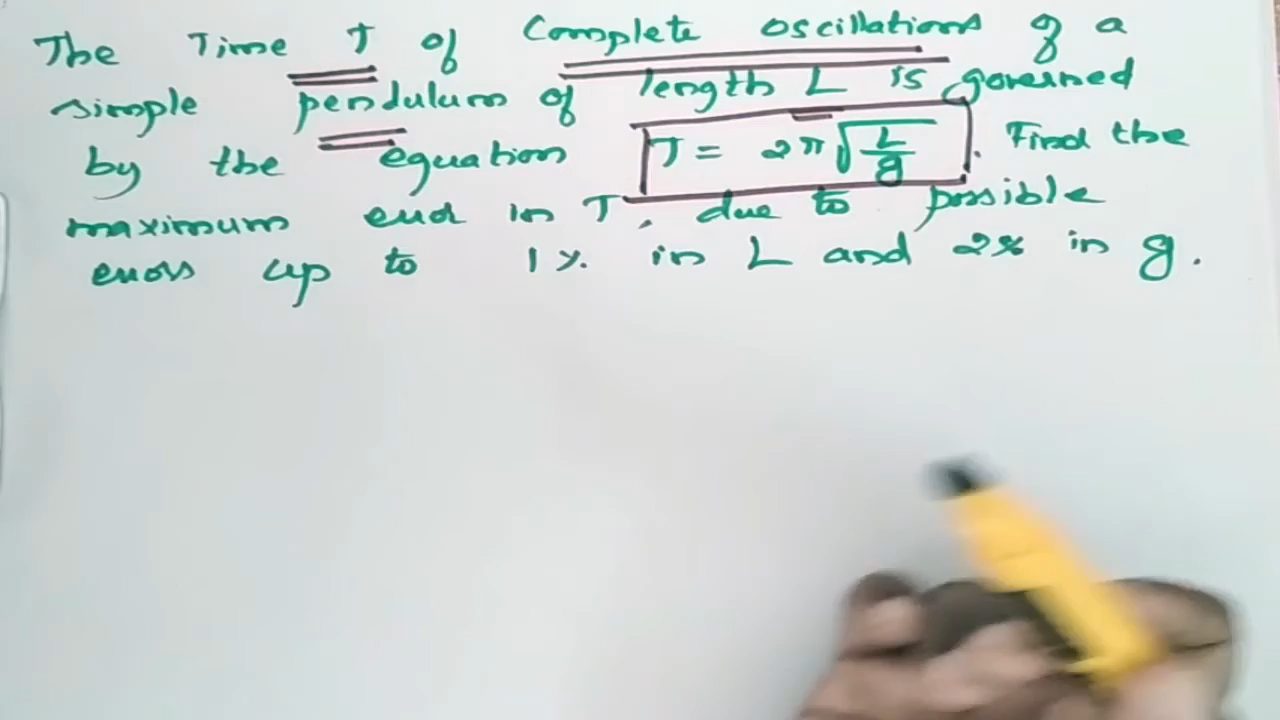 The Time T of Complete oscillations of a
simple pendulum of length L is governed
by the equation T = 2π√(L/g). Find the
maximum error in T, due to possible
errors up to 1% in L and 2% in g.